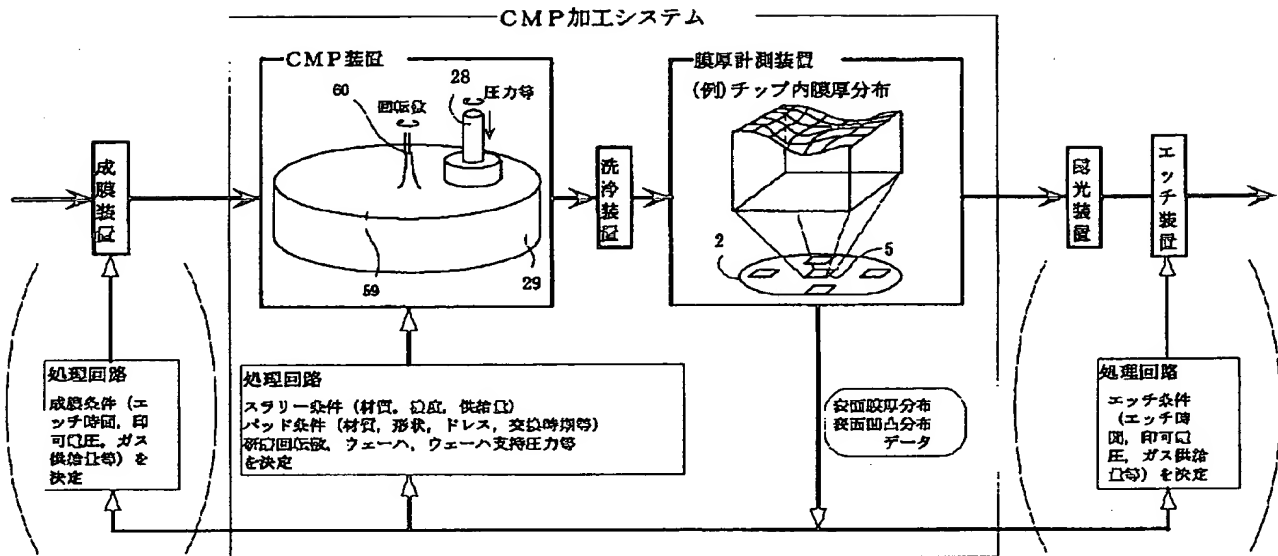 CMP加工システム
CMP装置
60
回転数
28
圧力等
59
29
膜厚計測装置
(例)チップ内膜厚分布
2
5
成膜装置
洗浄装置
露光装置
エッチ装置
処理回路
成膜条件(エ
ッチ時間,印
可電圧,ガス
供給量等)を
決定
処理回路
スラリー条件(材質,濃度,供給量)
パッド条件(材質,形状,ドレス,交換時期等)
研磨回転数,ウェーハ,ウェーハ支持圧力等
を決定
表面膜厚分布
表面凹凸分布
データ
処理回路
エッチ条件
(エッチ時
間,印可電
圧,ガス供給
量等)を決定